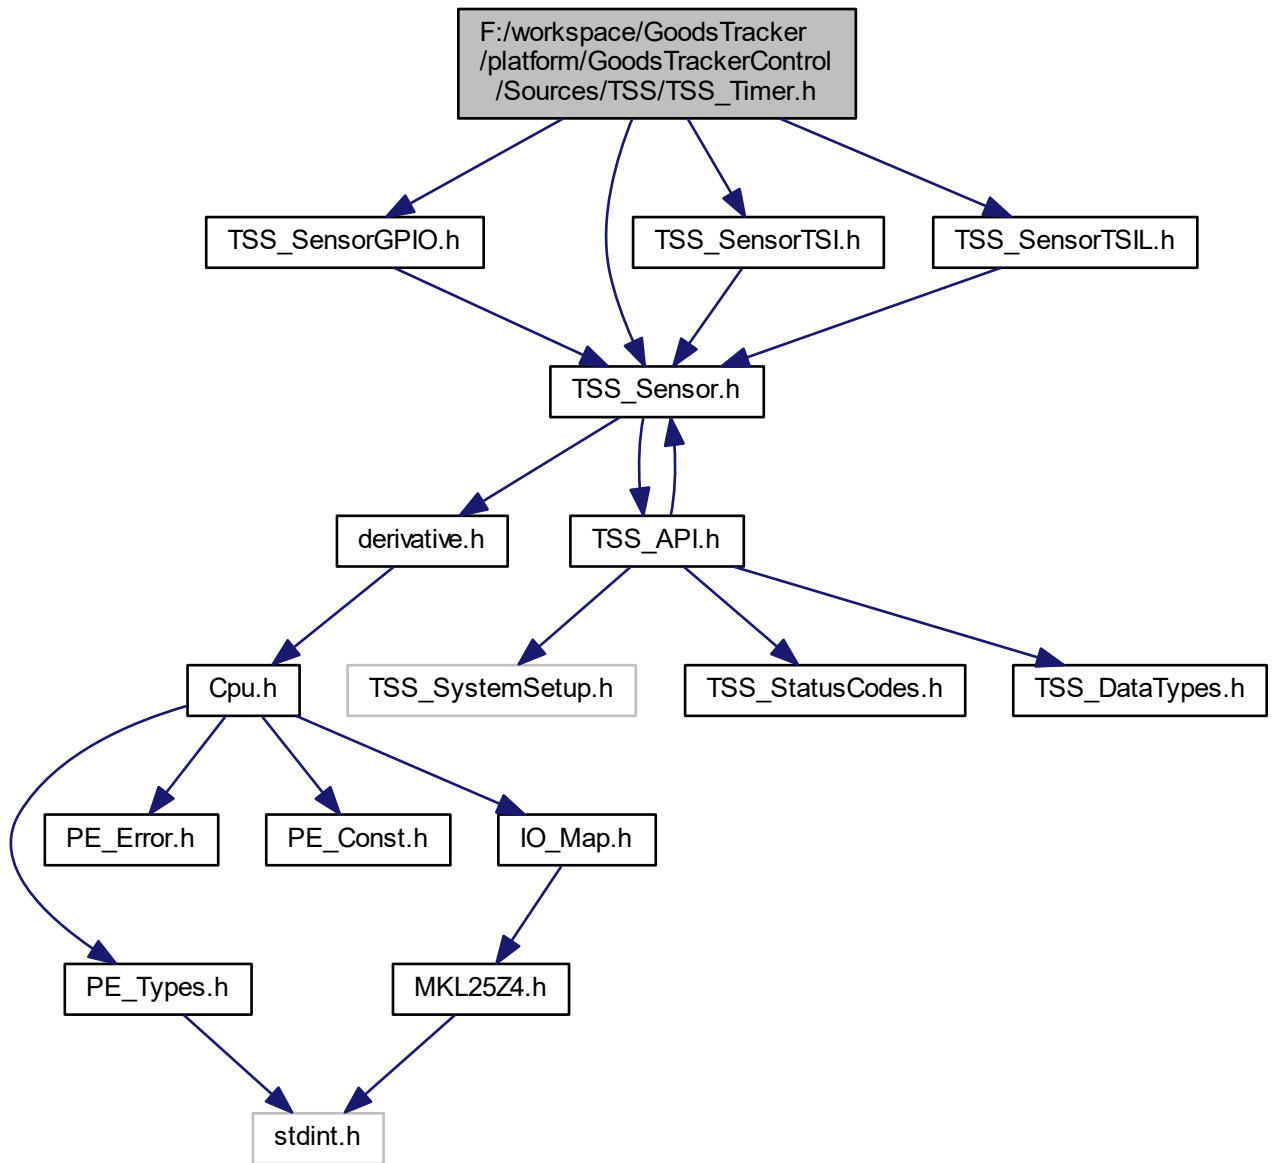 F:/workspace/GoodsTracker
/platform/GoodsTrackerControl
/Sources/TSS/TSS_Timer.h
TSS_SensorGPIO.h
TSS_SensorTSI.h
TSS_SensorTSIL.h
TSS_Sensor.h
derivative.h
TSS_API.h
Cpu.h
TSS_SystemSetup.h
TSS_StatusCodes.h
TSS_DataTypes.h
PE_Error.h
PE_Const.h
IO_Map.h
PE_Types.h
MKL25Z4.h
stdint.h